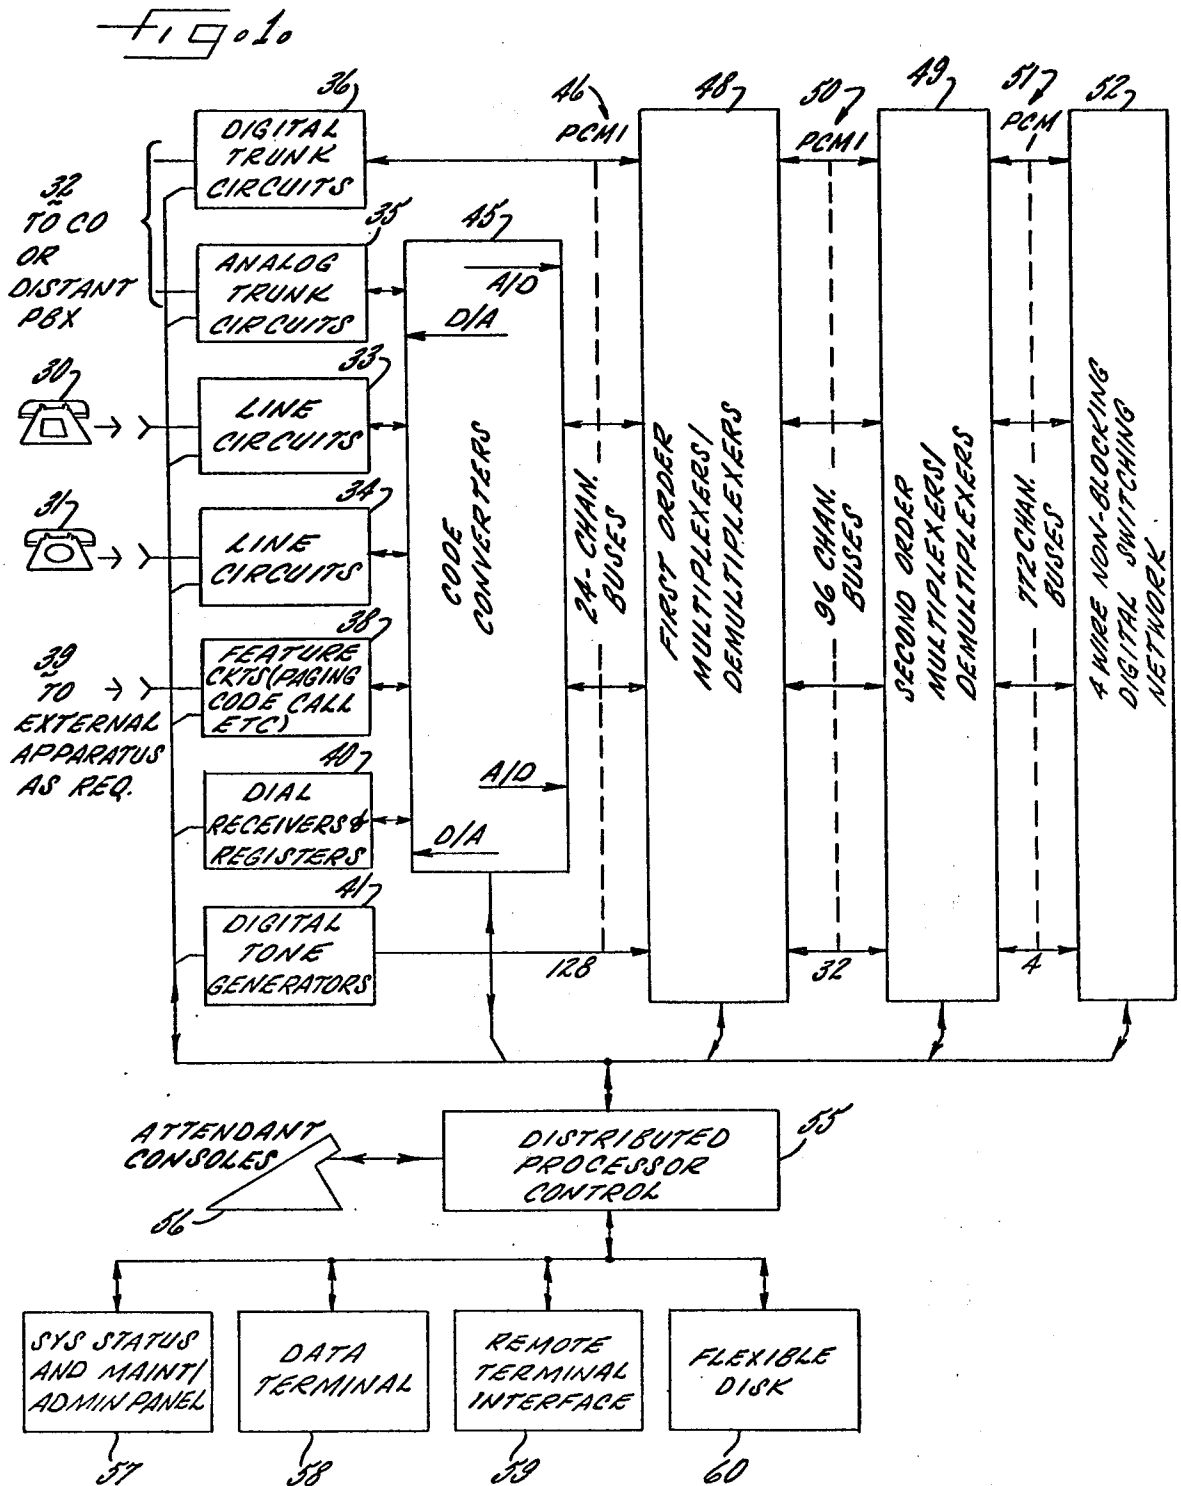 Fig. 1.
36
DIGITAL
TRUNK
CIRCUITS
32
TO CO
OR
DISTANT
PBX
35
ANALOG
TRUNK
CIRCUITS
30
33
LINE
CIRCUITS
31
34
LINE
CIRCUITS
39
TO
EXTERNAL
APPARATUS
AS REQ.
38
FEATURE
CKTS (PAGING
CODE CALL
ETC)
40
DIAL
RECEIVERS &
REGISTERS
41
DIGITAL
TONE
GENERATORS
45
A/D
D/A
CODE
CONVERTERS
A/D
D/A
46
PCM1
24-CHAN.
BUSES
128
48
FIRST ORDER
MULTIPLEXERS/
DEMULTIPLEXERS
50
PCM1
96 CHAN.
BUSES
32
49
SECOND ORDER
MULTIPLEXERS/
DEMULTIPLEXERS
51
PCM
772 CHAN.
BUSES
4
52
4 WIRE NON-BLOCKING
DIGITAL SWITCHING
NETWORK
ATTENDANT
CONSOLES
56
DISTRIBUTED
PROCESSOR
CONTROL
55
SYS STATUS
AND MAINT/
ADMIN PANEL
57
DATA
TERMINAL
58
REMOTE
TERMINAL
INTERFACE
59
FLEXIBLE
DISK
60